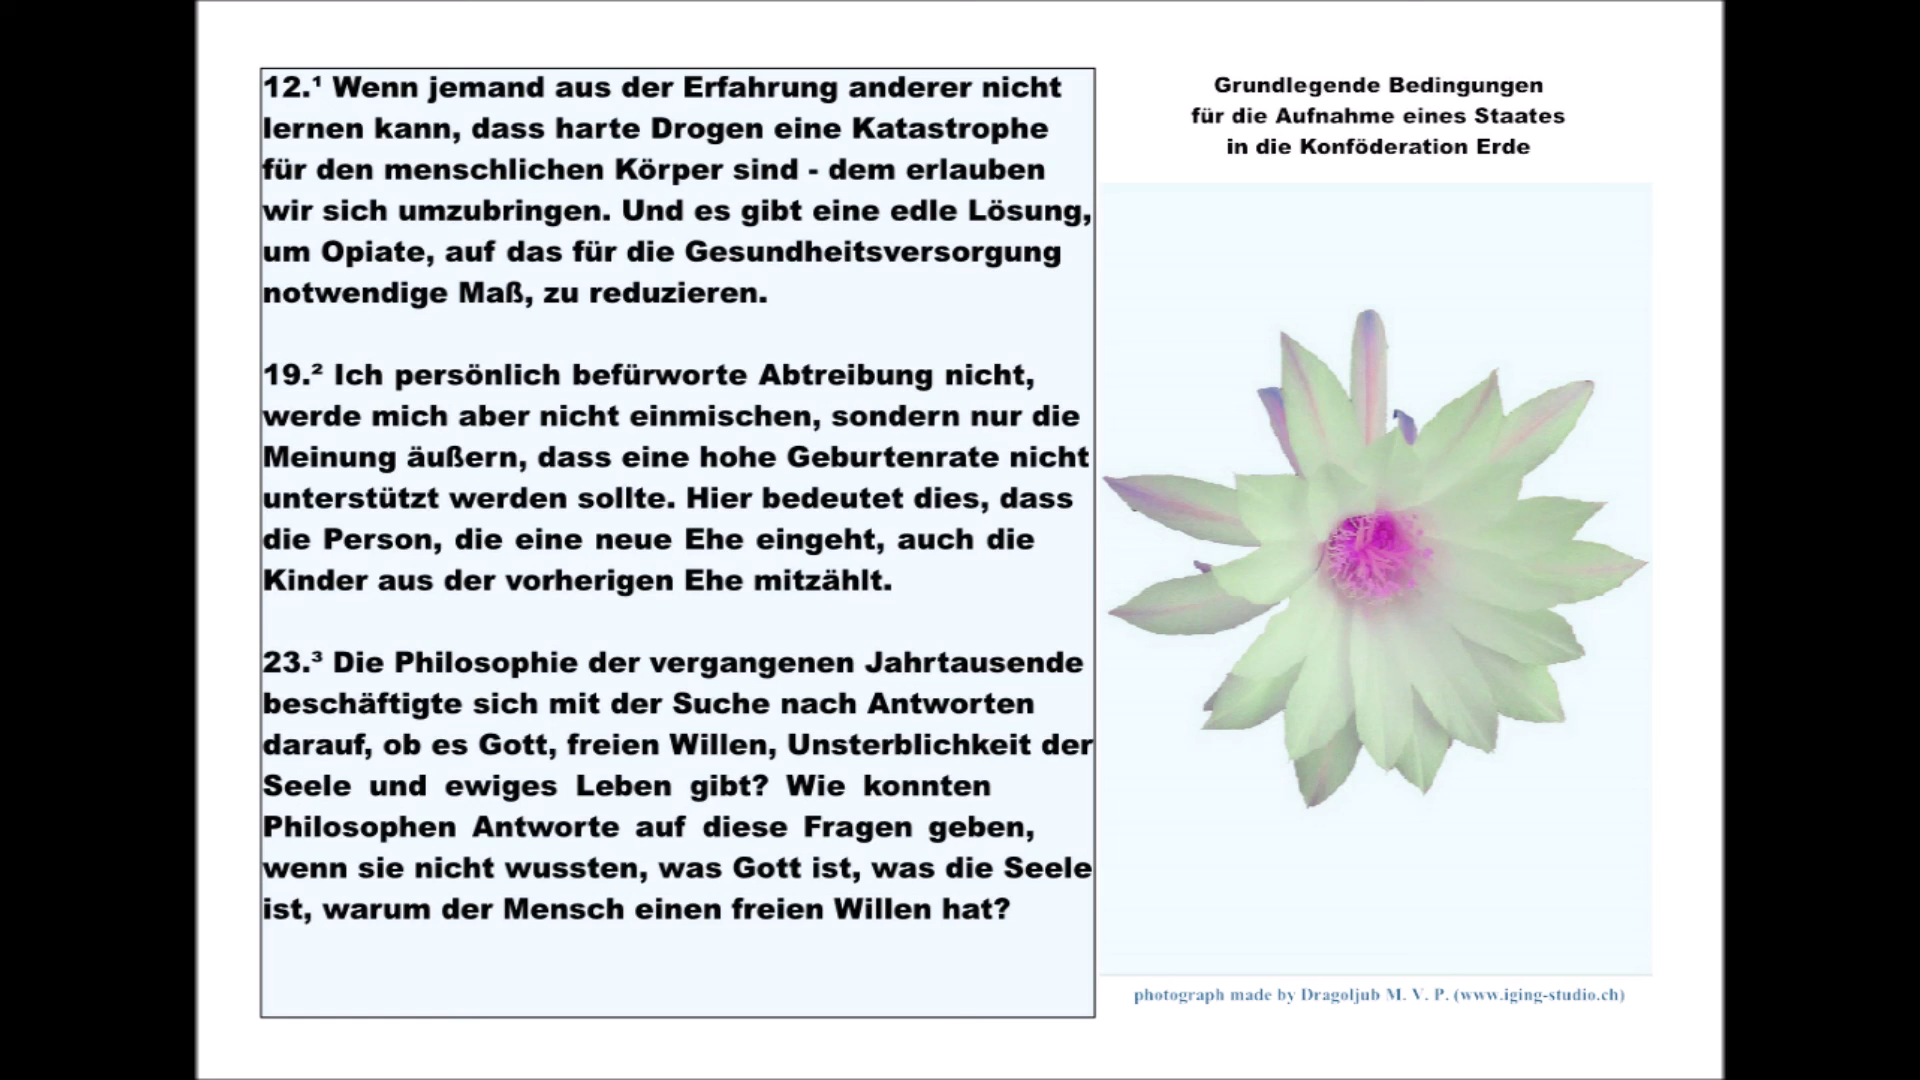 12.¹ Wenn jemand aus der Erfahrung anderer nicht
lernen kann, dass harte Drogen eine Katastrophe
für den menschlichen Körper sind - dem erlauben
wir sich umzubringen. Und es gibt eine edle Lösung,
um Opiate, auf das für die Gesundheitsversorgung
notwendige Maß, zu reduzieren.
19.² Ich persönlich befürworte Abtreibung nicht,
werde mich aber nicht einmischen, sondern nur die
Meinung äußern, dass eine hohe Geburtenrate nicht
unterstützt werden sollte. Hier bedeutet dies, dass
die Person, die eine neue Ehe eingeht, auch die
Kinder aus der vorherigen Ehe mitzählt.
23.³ Die Philosophie der vergangenen Jahrtausende
beschäftigte sich mit der Suche nach Antworten
darauf, ob es Gott, freien Willen, Unsterblichkeit der
Seele und ewiges Leben gibt? Wie konnten
Philosophen Antworte auf diese Fragen geben,
wenn sie nicht wussten, was Gott ist, was die Seele
ist, warum der Mensch einen freien Willen hat?
Grundlegende Bedingungen
für die Aufnahme eines Staates
in die Konföderation Erde
photograph made by Dragoljub M. V. P. (www.iging-studio.ch)